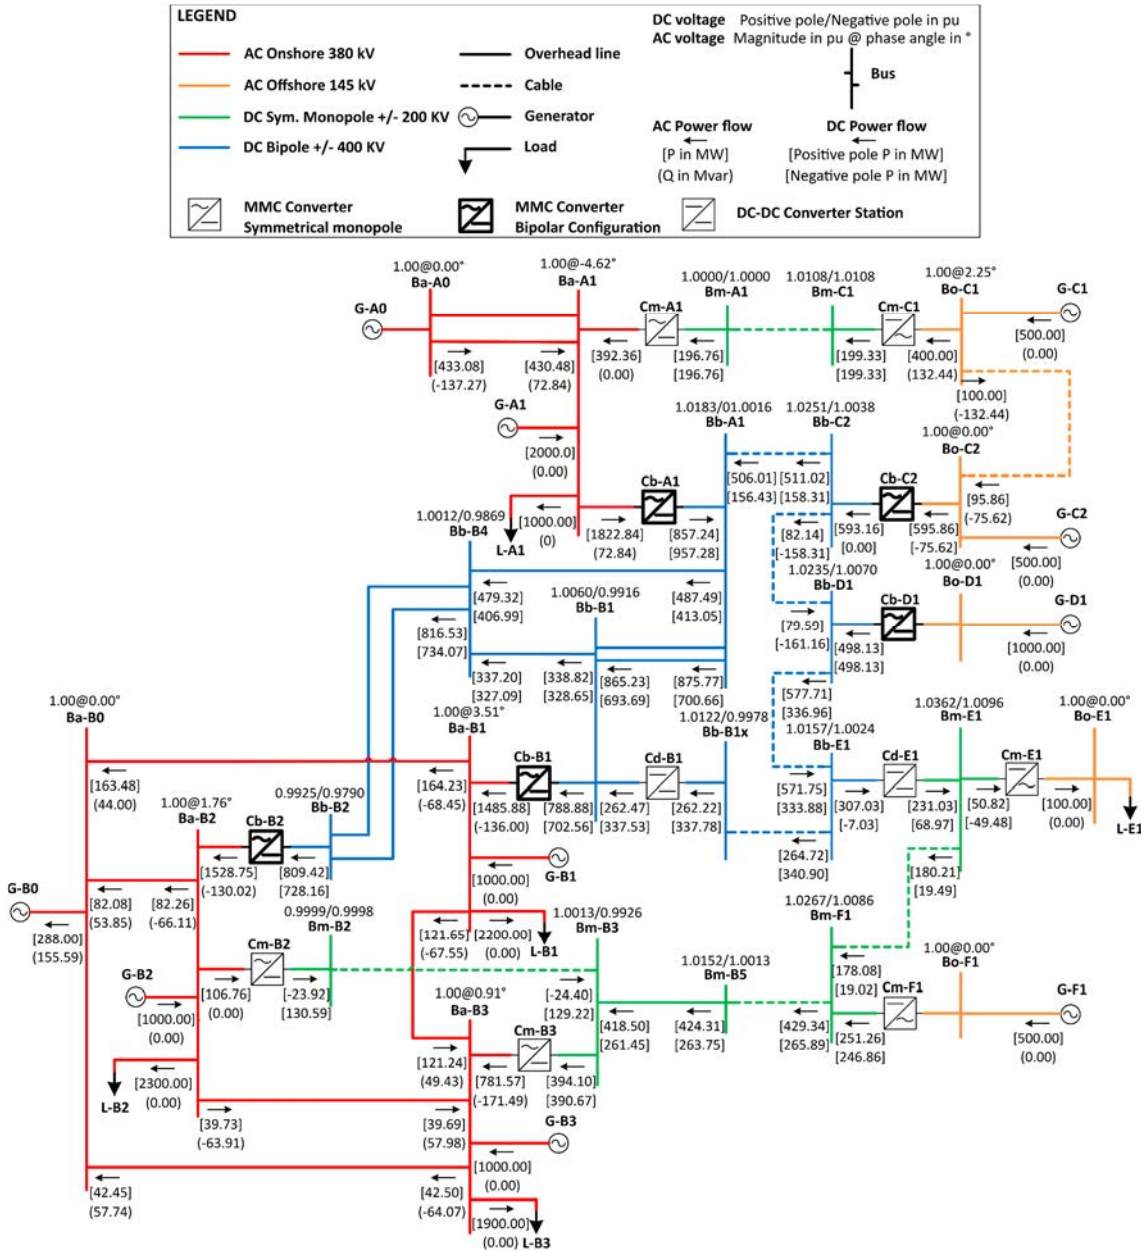 LEGEND
AC Onshore 380 kV
AC Offshore 145 kV
DC Sym. Monopole +/- 200 KV
DC Bipole +/- 400 KV
Overhead line
Cable
Generator
Load
DC voltage Positive pole/Negative pole in pu
AC voltage Magnitude in pu @ phase angle in °
Bus
AC Power flow
[P in MW]
(Q in Mvar)
DC Power flow
[Positive pole P in MW]
[Negative pole P in MW]
MMC Converter
Symmetrical monopole
MMC Converter
Bipolar Configuration
DC-DC Converter Station
1.00@0.00°
Ba-A0
1.00@-4.62°
Ba-A1
1.0000/1.0000
Bm-A1
1.0108/1.0108
Bm-C1
1.00@2.25°
Bo-C1
G-C1
G-A0
Cm-A1
Cm-C1
[433.08]
(-137.27)
[430.48]
(72.84)
[392.36]
(0.00)
[196.76]
[196.76]
[199.33]
[199.33]
[400.00]
(132.44)
[500.00]
(0.00)
[100.00]
(-132.44)
G-A1
[2000.0]
(0.00)
1.0183/01.0016
Bb-A1
1.0251/1.0038
Bb-C2
1.00@0.00°
Bo-C2
[506.01]
[156.43]
[511.02]
[158.31]
Cb-C2
[95.86]
(-75.62)
G-C2
Cb-A1
[1000.00]
(0)
L-A1
[1822.84]
(72.84)
[857.24]
[957.28]
[82.14]
[-158.31]
[593.16]
(0.00)
[595.86]
(-75.62)
[500.00]
(0.00)
1.0012/0.9869
Bb-B4
1.0235/1.0070
Bb-D1
1.00@0.00°
Bo-D1
1.0060/0.9916
Bb-B1
[479.32]
[406.99]
[487.49]
[413.05]
Cb-D1
G-D1
[816.53]
[734.07]
[79.59]
[-161.16]
[498.13]
[498.13]
[1000.00]
(0.00)
[337.20]
[327.09]
[338.82]
[328.65]
[865.23]
[693.69]
[875.77]
[700.66]
[577.71]
[336.96]
1.00@0.00°
Ba-B0
1.00@3.51°
Ba-B1
1.0122/0.9978
Bb-B1x
1.0157/1.0024
Bb-E1
1.0362/1.0096
Bm-E1
1.00@0.00°
Bo-E1
Cb-B1
Cd-B1
Cd-E1
Cm-E1
[163.48]
(44.00)
[164.23]
(-68.45)
[1485.88]
(-136.00)
[788.88]
[702.56]
[262.47]
[337.53]
[262.22]
[337.78]
[571.75]
[333.88]
[307.03]
[-7.03]
[231.03]
[68.97]
[50.82]
[-49.48]
[100.00]
(0.00)
L-E1
1.00@1.76°
Ba-B2
0.9925/0.9790
Bb-B2
Cb-B2
[1528.75]
(-130.02)
[809.42]
[728.16]
[1000.00]
(0.00)
G-B1
[264.72]
[340.90]
[180.21]
[19.49]
G-B0
[82.08]
(53.85)
[82.26]
(-66.11)
[288.00]
(155.59)
0.9999/0.9998
Bm-B2
[121.65]
(-67.55)
[2200.00]
(0.00)
L-B1
1.0013/0.9926
Bm-B3
1.0267/1.0086
Bm-F1
1.0152/1.0013
Bm-B5
1.00@0.00°
Bo-F1
Cm-B2
G-B2
[1000.00]
(0.00)
[106.76]
(0.00)
[-23.92]
[130.59]
1.00@0.91°
Ba-B3
[-24.40]
[129.22]
[178.08]
[19.02]
Cm-F1
G-F1
Cm-B3
[418.50]
[261.45]
[424.31]
[263.75]
[429.34]
[265.89]
[251.26]
[246.86]
[500.00]
(0.00)
[121.24]
(49.43)
[781.57]
(-171.49)
[394.10]
[390.67]
L-B2
[2300.00]
(0.00)
[39.73]
(-63.91)
[39.69]
(57.98)
G-B3
[1000.00]
(0.00)
[42.45]
(57.74)
[42.50]
(-64.07)
[1900.00]
(0.00)
L-B3